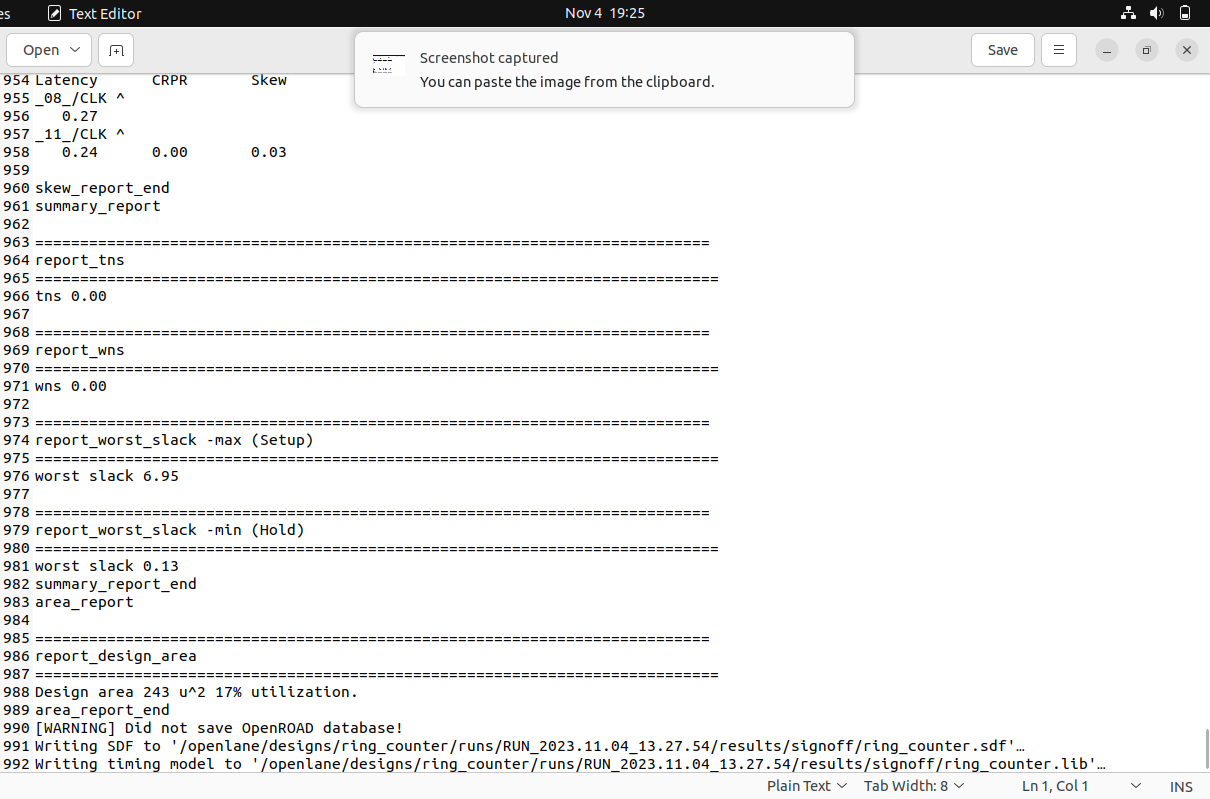 es Text Editor Nov 4 19:25
Open Save
Screenshot captured
You can paste the image from the clipboard.
954 Latency CRPR Skew
955 _08_/CLK ^
956 0.27
957 _11_/CLK ^
958 0.24 0.00 0.03
959
960 skew_report_end
961 summary_report
962
963 ===========================================================================
964 report_tns
965 ============================================================================
966 tns 0.00
967
968 ===========================================================================
969 report_wns
970 ============================================================================
971 wns 0.00
972
973 ===========================================================================
974 report_worst_slack -max (Setup)
975 ============================================================================
976 worst slack 6.95
977
978 ===========================================================================
979 report_worst_slack -min (Hold)
980 ============================================================================
981 worst slack 0.13
982 summary_report_end
983 area_report
984
985 ===========================================================================
986 report_design_area
987 ============================================================================
988 Design area 243 u^2 17% utilization.
989 area_report_end
990 [WARNING] Did not save OpenROAD database!
991 Writing SDF to '/openlane/designs/ring_counter/runs/RUN_2023.11.04_13.27.54/results/signoff/ring_counter.sdf'…
992 Writing timing model to '/openlane/designs/ring_counter/runs/RUN_2023.11.04_13.27.54/results/signoff/ring_counter.lib'…
Plain Text Tab Width: 8 Ln 1, Col 1 INS